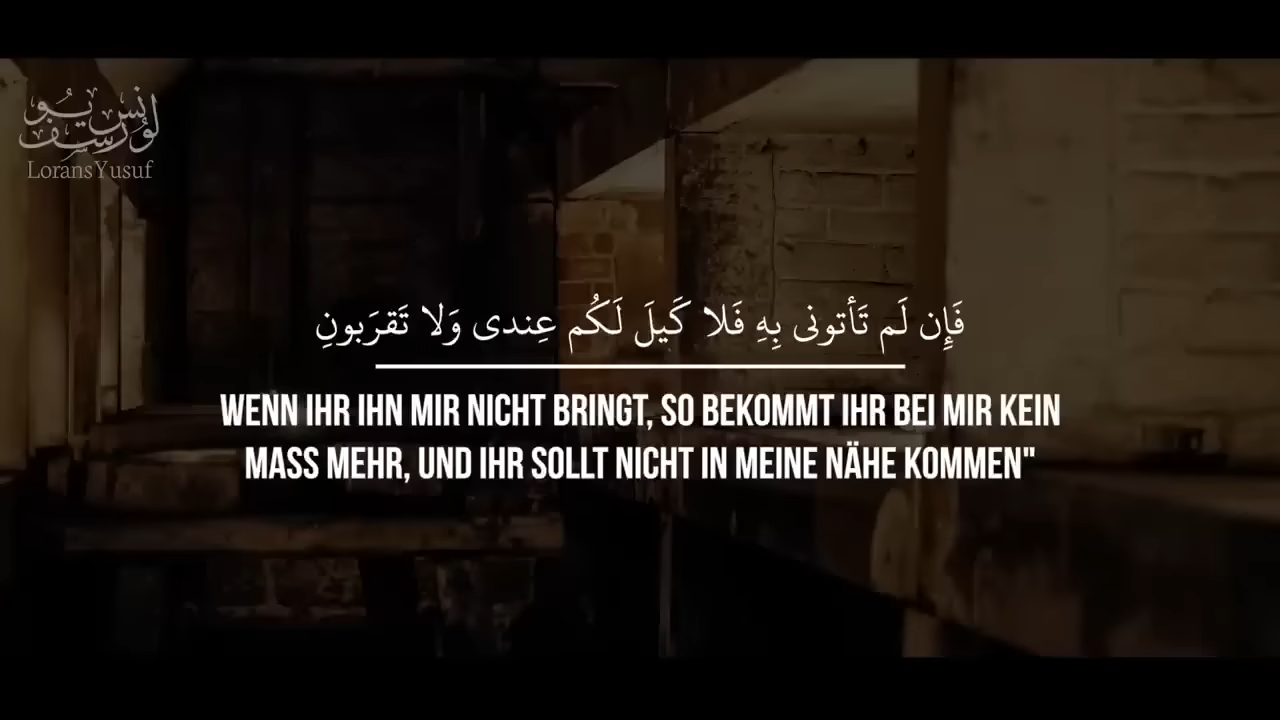 لورنس يوسف
LoransYusuf
فَإِن لَم تَأتونى بِهِ فَلا كَيلَ لَكُم عِندى وَلا تَقرَبونِ
WENN IHR IHN MIR NICHT BRINGT, SO BEKOMMT IHR BEI MIR KEIN
MASS MEHR, UND IHR SOLLT NICHT IN MEINE NÄHE KOMMEN"